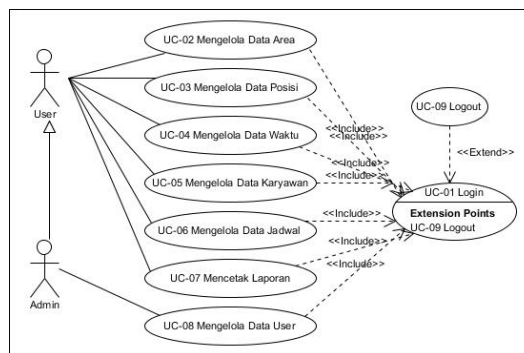 UC-02 Mengelola Data Area
UC-03 Mengelola Data Posisi
User
UC-09 Logout
UC-04 Mengelola Data Waktu
<<Include>>
<<Include>>
<<Extend>>
<<Include>>
UC-05 Mengelola Data Karyawan
<<Include>>
UC-01 Login
Extension Points
UC-09 Logout
UC-06 Mengelola Data Jadwal
<<Include>>
<<Include>>
UC-07 Mencetak Laporan
<<Include>>
Admin
UC-08 Mengelola Data User